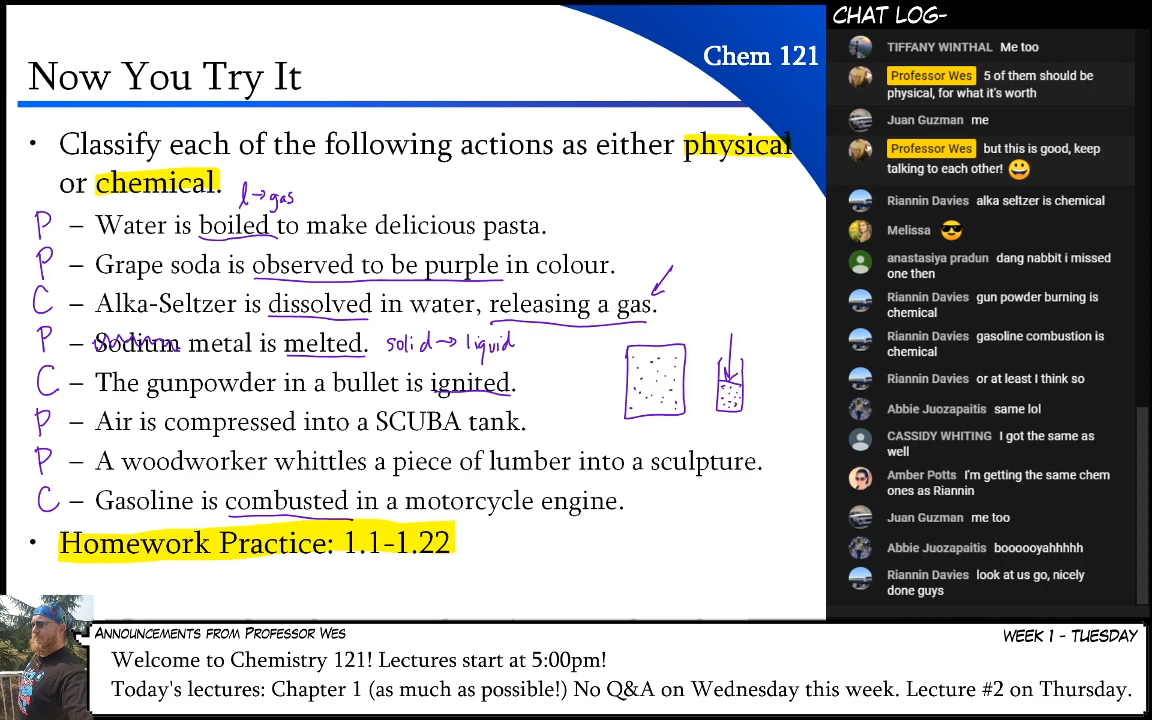 CHAT LOG-
Chem 121
Now You Try It
• Classify each of the following actions as either physical
or chemical.
l → gas
P – Water is boiled to make delicious pasta.
P – Grape soda is observed to be purple in colour.
C – Alka-Seltzer is dissolved in water, releasing a gas.
P – Sodium metal is melted. solid → liquid
C – The gunpowder in a bullet is ignited.
P – Air is compressed into a SCUBA tank.
P – A woodworker whittles a piece of lumber into a sculpture.
C – Gasoline is combusted in a motorcycle engine.
• Homework Practice: 1.1-1.22
TIFFANY WINTHAL Me too
Professor Wes 5 of them should be
physical, for what it's worth
Juan Guzman me
Professor Wes but this is good, keep
talking to each other! 😀
Riannin Davies alka seltzer is chemical
Melissa 😎
anastasiya pradun dang nabbit i missed
one then
Riannin Davies gun powder burning is
chemical
Riannin Davies gasoline combustion is
chemical
Riannin Davies or at least I think so
Abbie Juozapaitis same lol
CASSIDY WHITING I got the same as
well
Amber Potts I'm getting the same chem
ones as Riannin
Juan Guzman me too
Abbie Juozapaitis boooooyahhhhh
Riannin Davies look at us go, nicely
done guys
Announcements from Professor Wes
Week 1 - Tuesday
Welcome to Chemistry 121! Lectures start at 5:00pm!
Today's lectures: Chapter 1 (as much as possible!) No Q&A on Wednesday this week. Lecture #2 on Thursday.